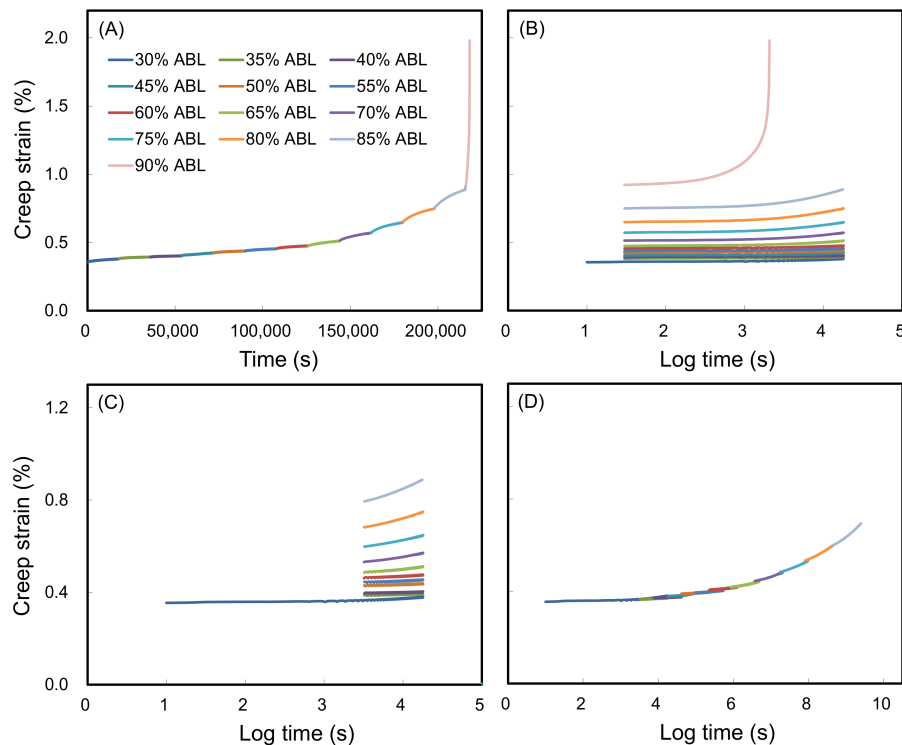 (A)
Creep strain (%)
2.0
1.5
1.0
0.5
0.0
30% ABL 35% ABL 40% ABL
45% ABL 50% ABL 55% ABL
60% ABL 65% ABL 70% ABL
75% ABL 80% ABL 85% ABL
90% ABL
0 50,000 100,000 150,000 200,000
Time (s)
(B)
0 1 2 3 4 5
Log time (s)
(C)
Creep strain (%)
1.2
0.8
0.4
0.0
0 1 2 3 4 5
Log time (s)
(D)
0 2 4 6 8 10
Log time (s)